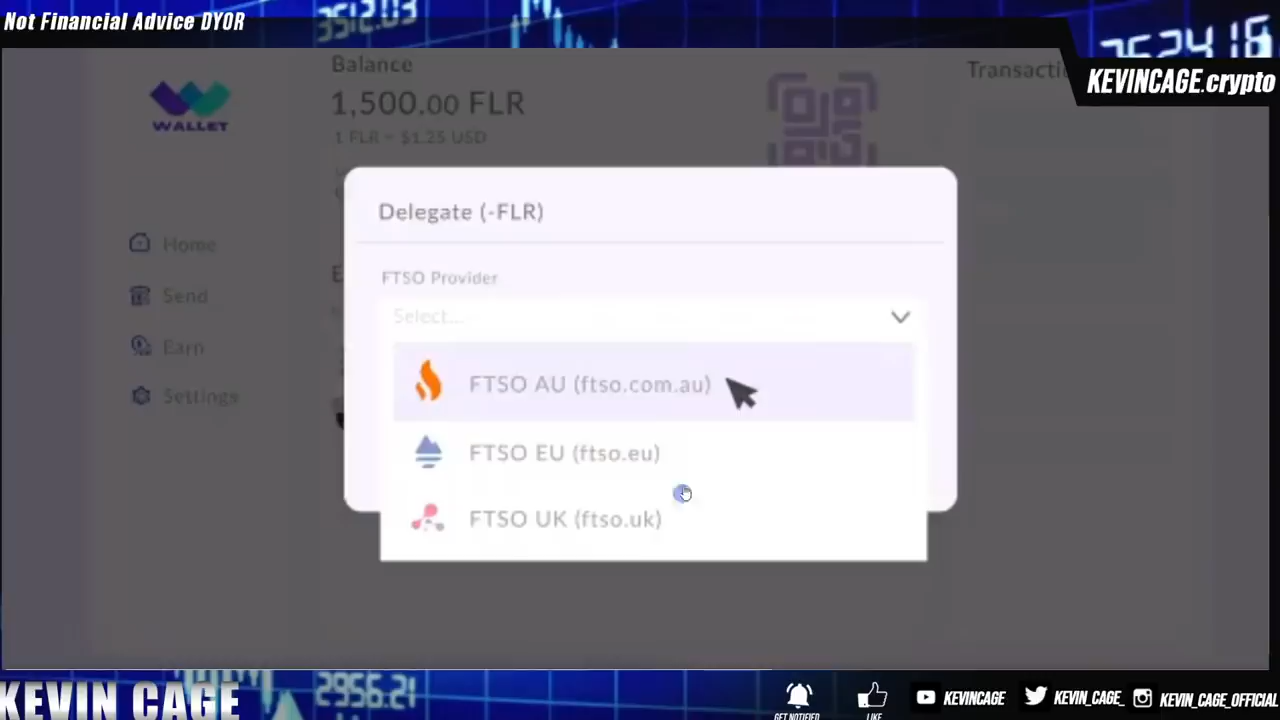 Not Financial Advice DYOR
3512.03
KEVINCAGE.crypto
Balance
1,500.00 FLR
1 FLR ~ $1.25 USD
WALLET
Home
Send
Earn
Settings
Delegate (-FLR)
FTSO Provider
Select...
FTSO AU (ftso.com.au)
FTSO EU (ftso.eu)
FTSO UK (ftso.uk)
KEVIN CAGE
2956.21
GET NOTIFIED
LIKE
KEVINCAGE
KEVIN_CAGE_
KEVIN_CAGE_OFFICIAL